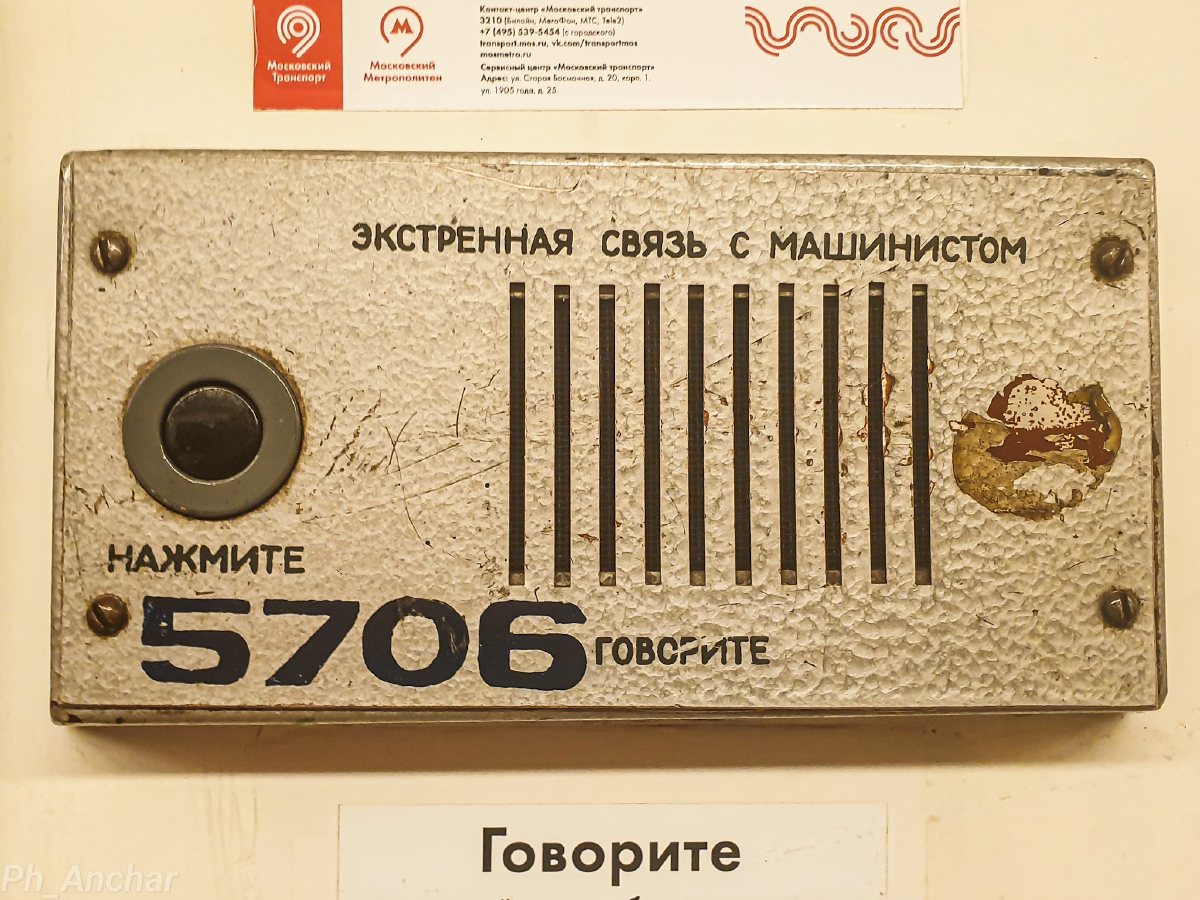 Московский
Транспорт
Московский
Метрополитен
Контакт-центр «Московский транспорт»
3210 (Билайн, МегаФон, МТС, Tele2)
+7 (495) 539-5454 (с городского)
transport.mos.ru, vk.com/transportmos
mosmetro.ru
Сервисный центр «Московский транспорт»
Адрес: ул. Старая Басманная, д. 20, корп. 1.
ул. 1905 года, д. 25.
ЭКСТРЕННАЯ СВЯЗЬ С МАШИНИСТОМ
НАЖМИТЕ
5706
ГОВОРИТЕ
Говорите
Ph_Anchar